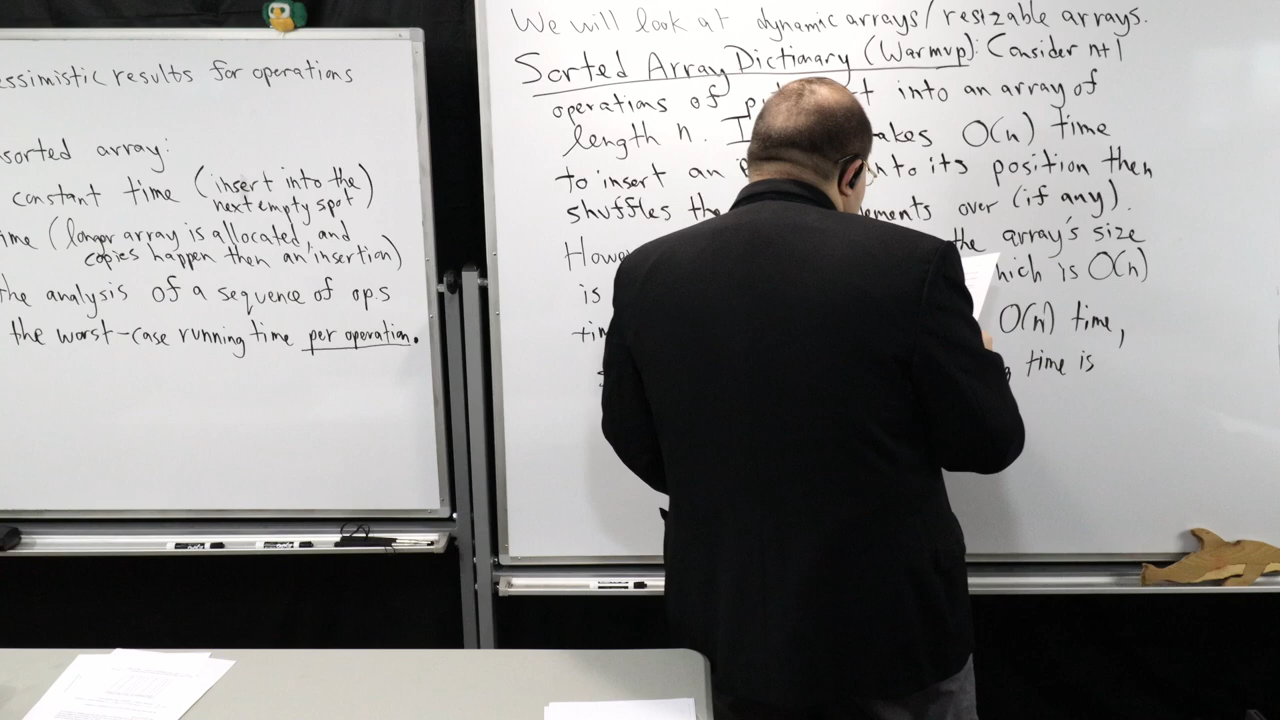 essimistic results for operations
sorted array:
constant time (insert into the next empty spot)
ime (longer array is allocated, and copies happen then an insertion)
the analysis of a sequence of op.s
the worst-case running time per operation.
We will look at dynamic arrays/resizable arrays.
Sorted Array Dictionary (Warmup): Consider n+1
operations of into an array of
length n. I akes O(n) time
to insert an nto its position then
shuffles the ements over (if any).
Howe the array's size
is hich is O(n)
tim O(n) time,
time is